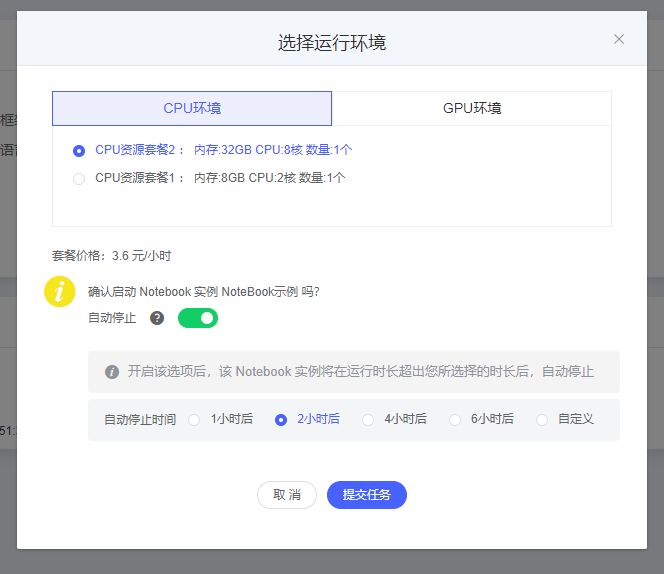 选择运行环境
CPU环境 GPU环境
CPU资源套餐2： 内存:32GB CPU:8核 数量:1个
CPU资源套餐1： 内存:8GB CPU:2核 数量:1个
套餐价格：3.6 元/小时
确认启动 Notebook 实例 NoteBook示例 吗?
自动停止
开启该选项后，该 Notebook 实例将在运行时长超出您所选择的时长后，自动停止
自动停止时间 1小时后 2小时后 4小时后 6小时后 自定义
取 消 提交任务